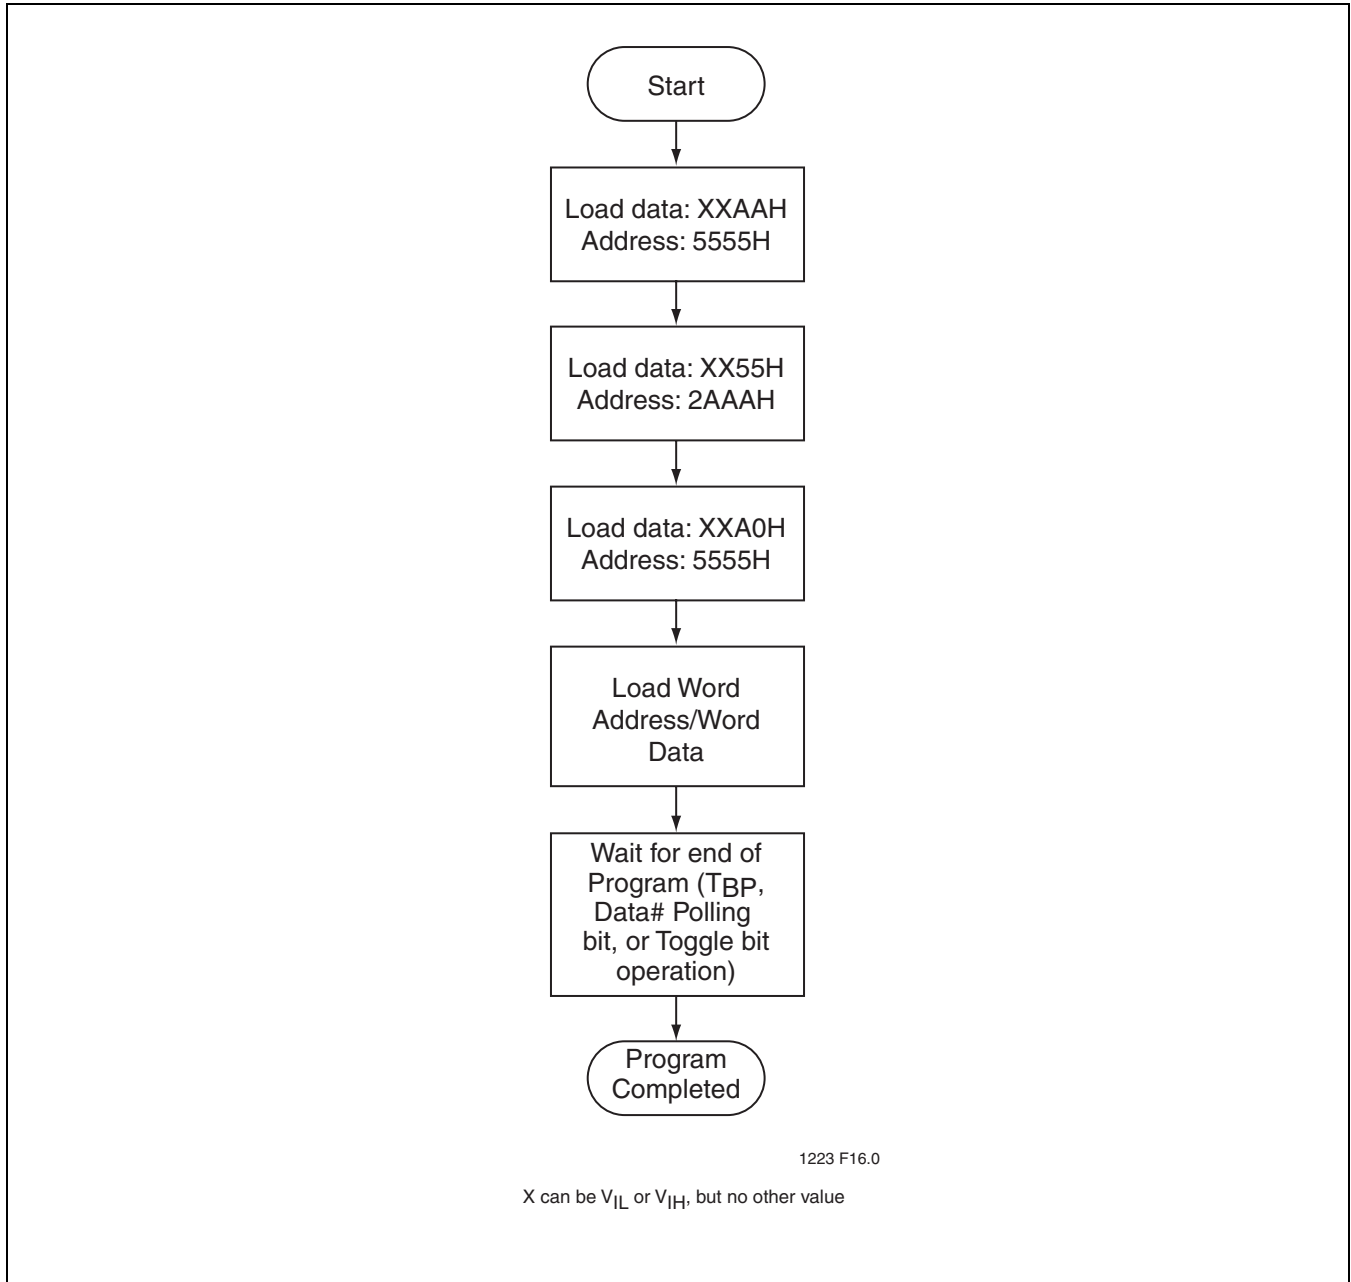 Start
Load data: XXAAH
Address: 5555H
Load data: XX55H
Address: 2AAAH
Load data: XXA0H
Address: 5555H
Load Word
Address/Word
Data
Wait for end of
Program (TBP,
Data# Polling
bit, or Toggle bit
operation)
Program
Completed
1223 F16.0
X can be VIL or VIH, but no other value